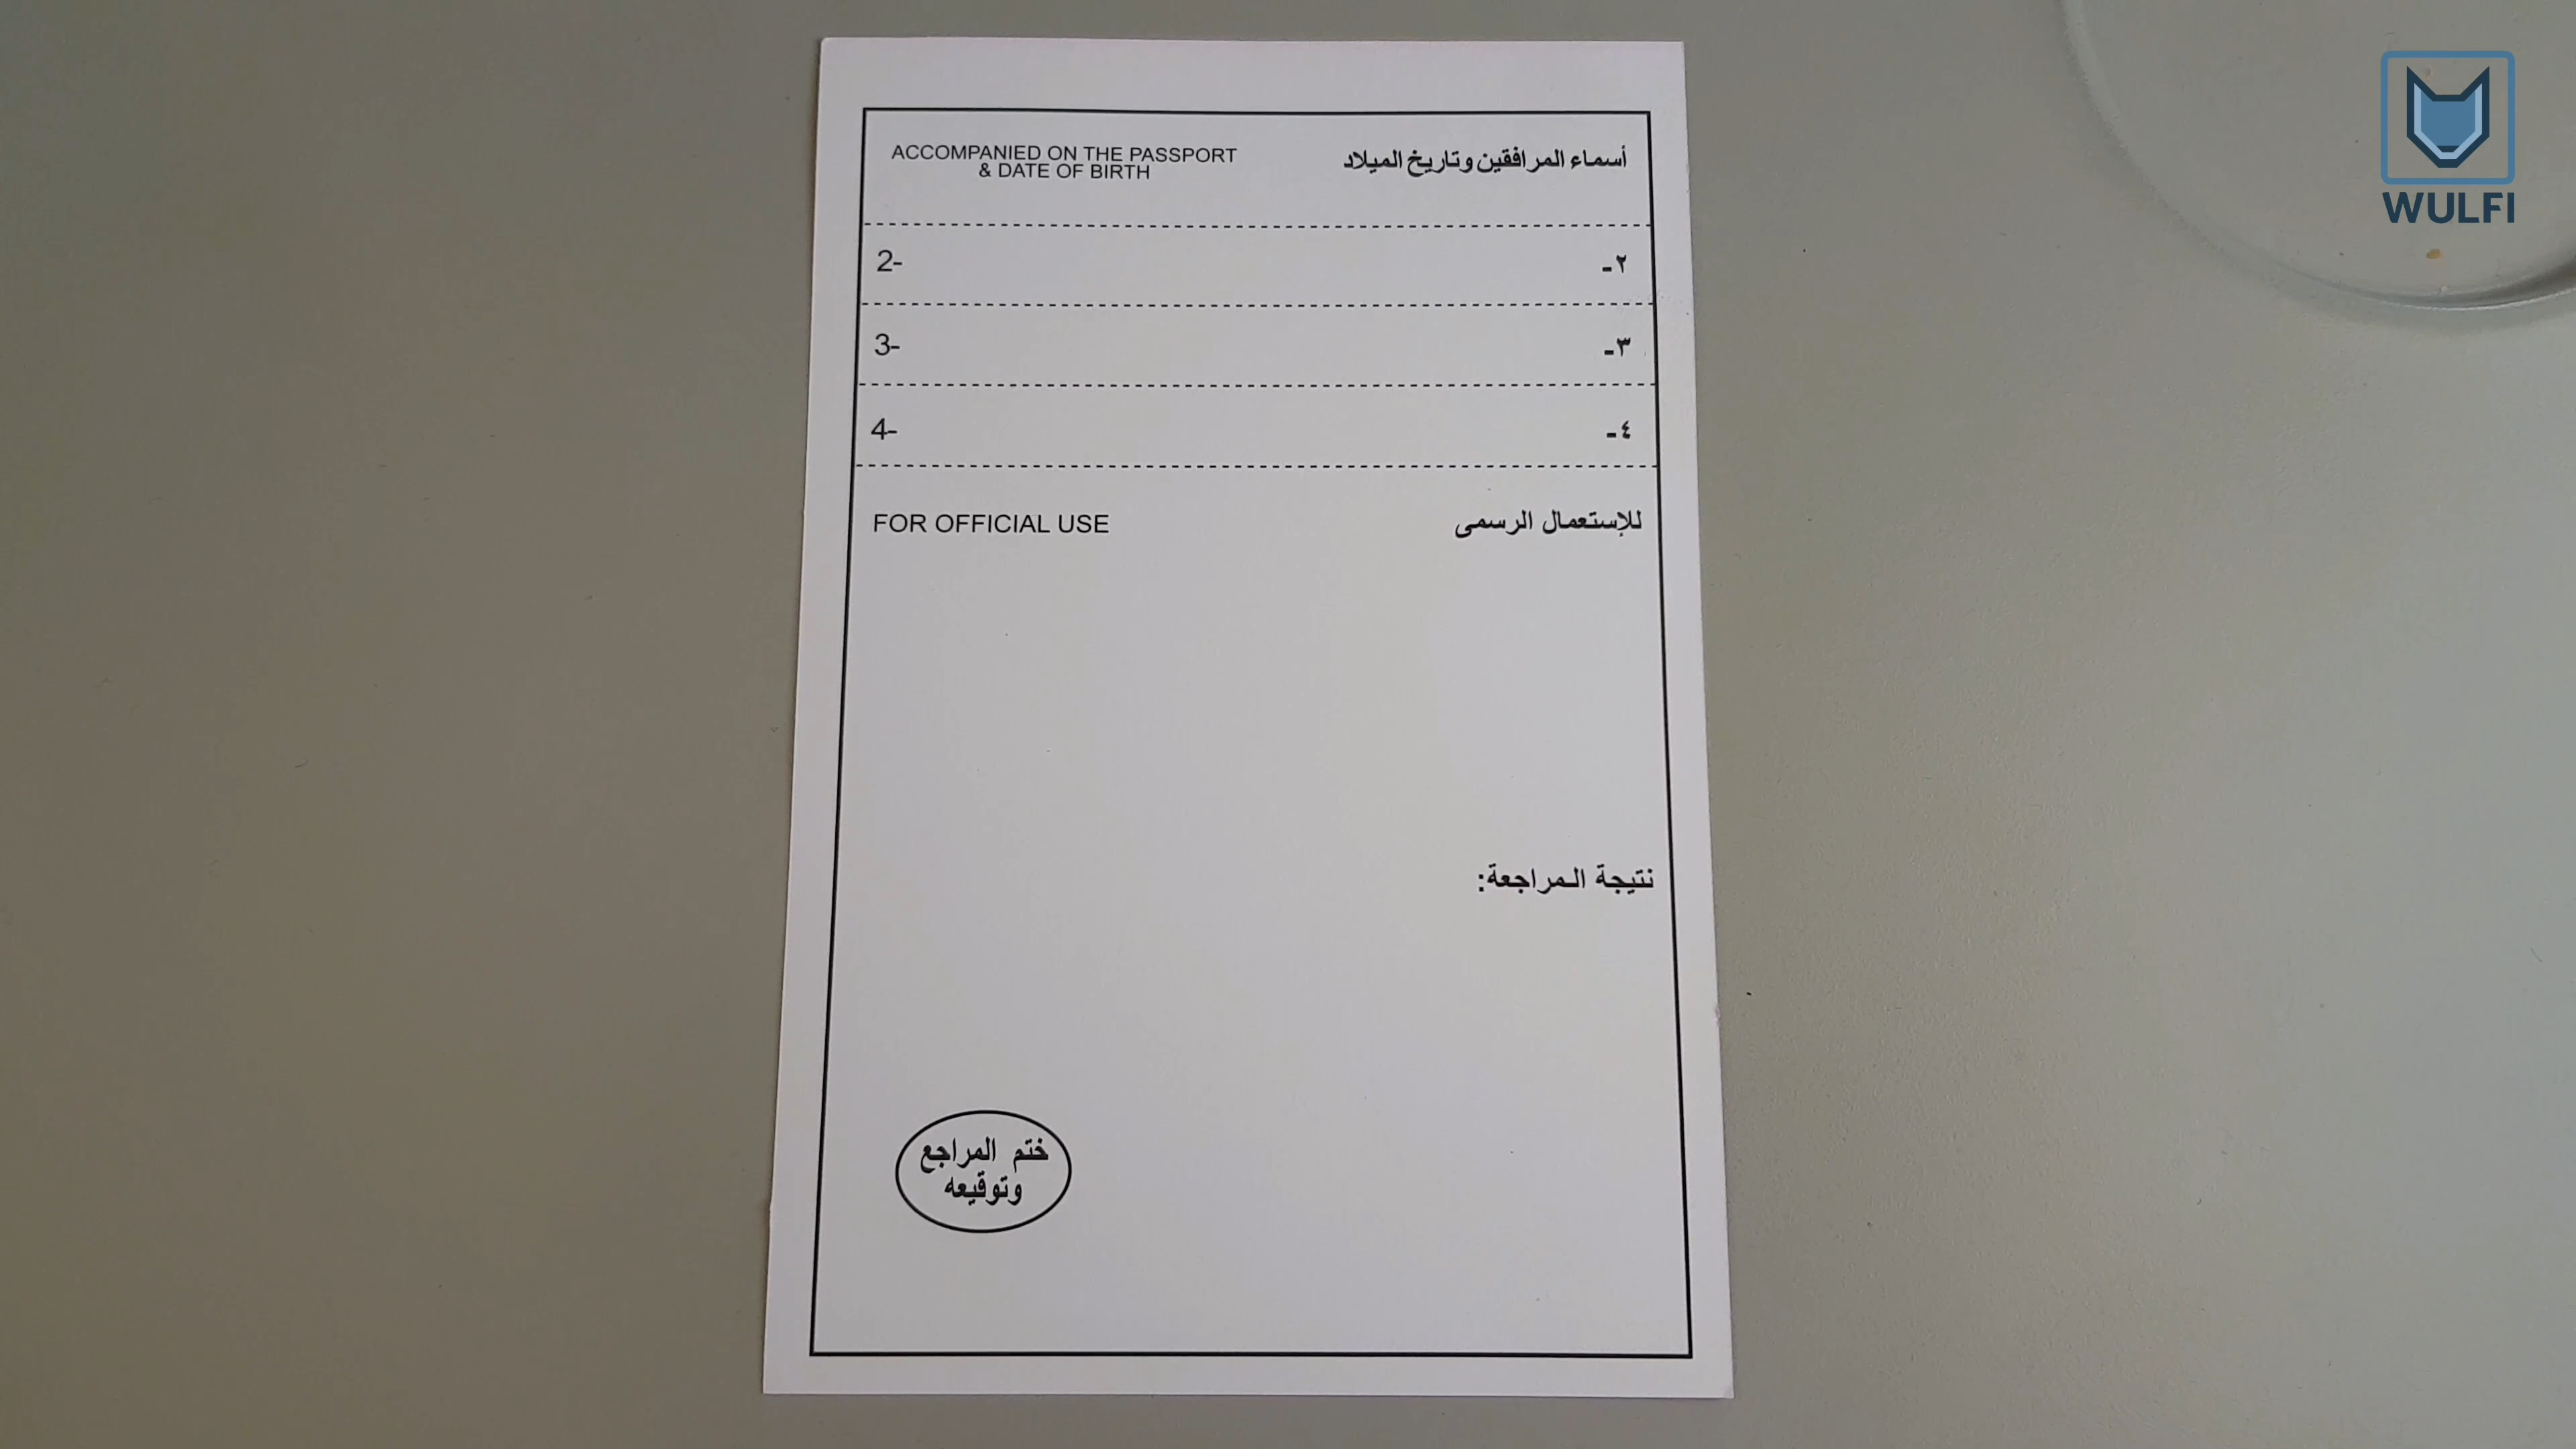 ACCOMPANIED ON THE PASSPORT
& DATE OF BIRTH
أسماء المرافقين وتاريخ الميلاد
2-
٢-
3-
٣-
4-
٤-
FOR OFFICIAL USE
للإستعمال الرسمى
نتيجة المراجعة:
ختم المراجع
وتوقيعه
WULFI